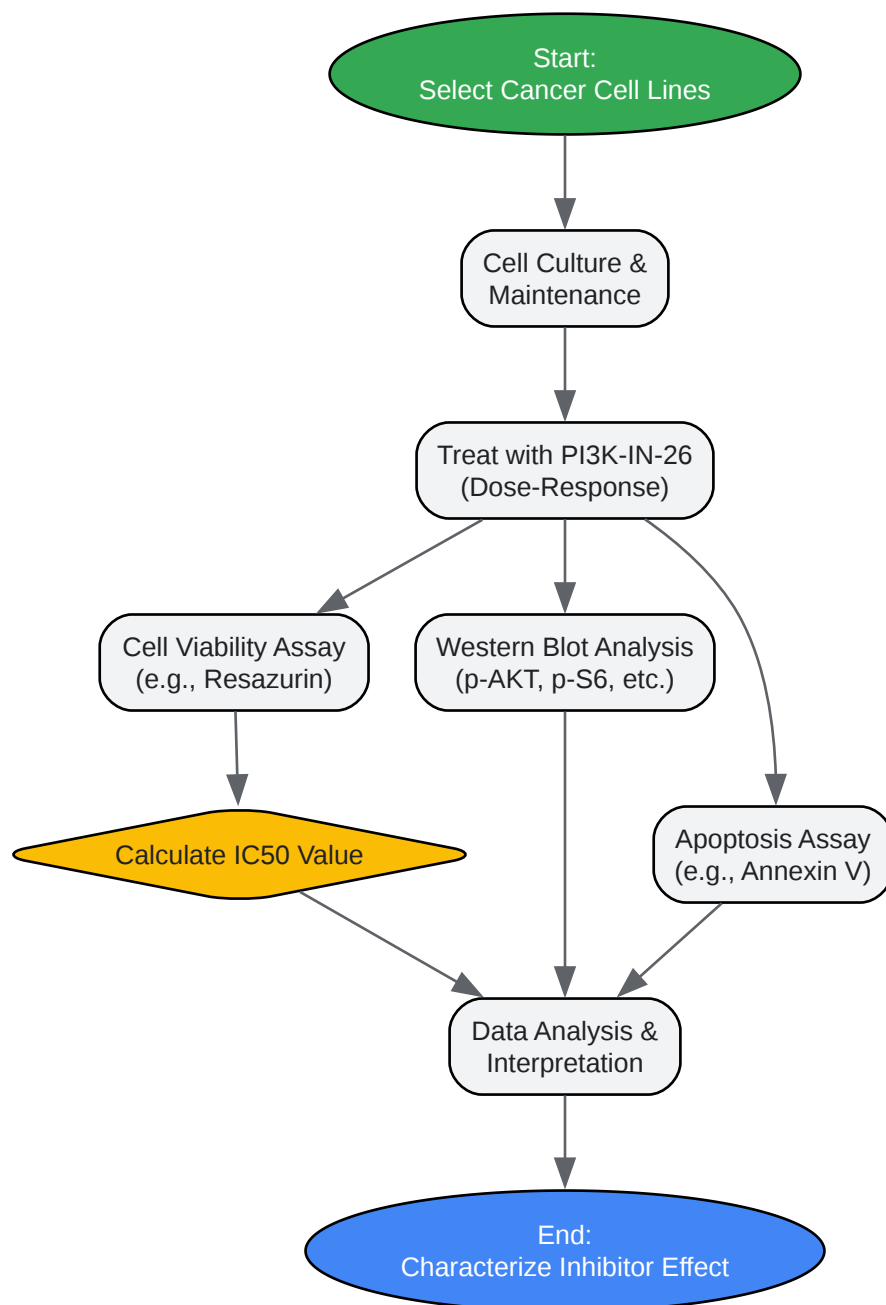 Start:
Select Cancer Cell Lines
Cell Culture &
Maintenance
Treat with PI3K-IN-26
(Dose-Response)
Cell Viability Assay
(e.g., Resazurin)
Western Blot Analysis
(p-AKT, p-S6, etc.)
Calculate IC50 Value
Apoptosis Assay
(e.g., Annexin V)
Data Analysis &
Interpretation
End:
Characterize Inhibitor Effect